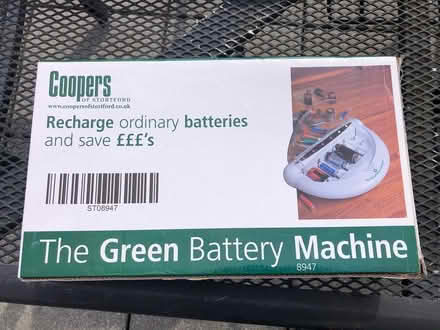 Coopers
OF STORTFORD
www.coopersofstortford.co.uk
Recharge ordinary batteries
and save £££'s
ST08947
The Green Battery Machine
8947